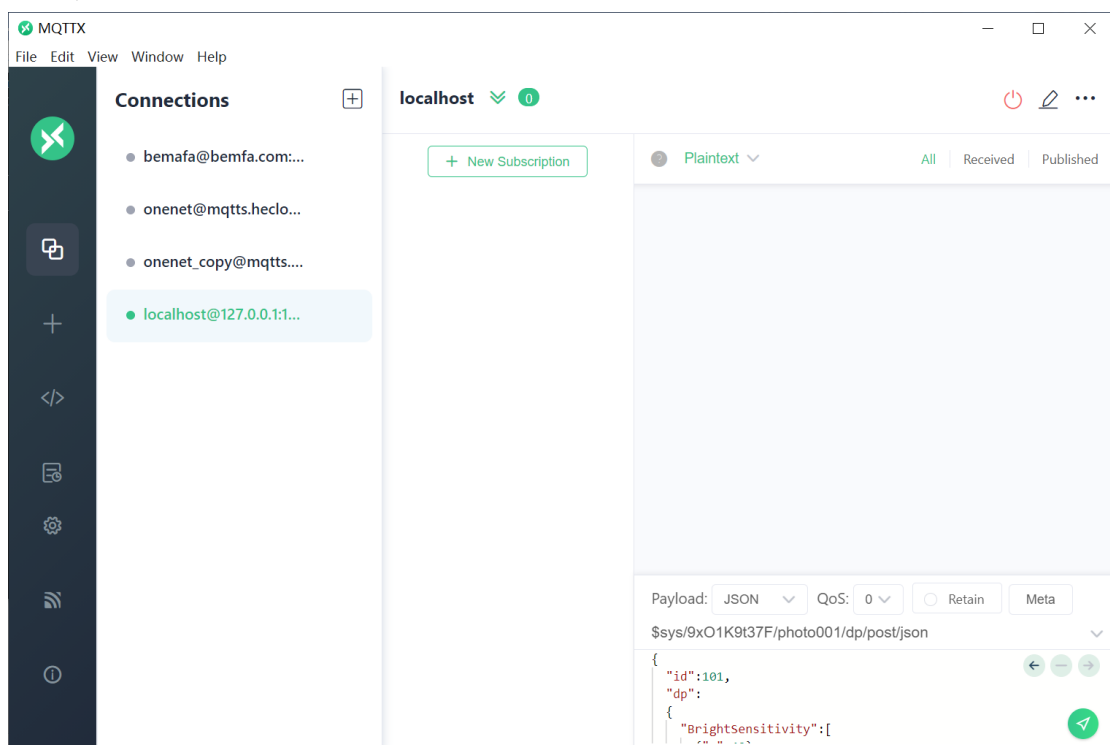 MQTTX
File Edit View Window Help
Connections
bemafa@bemfa.com:...
onenet@mqtts.heclo...
onenet_copy@mqtts....
localhost@127.0.0.1:1...
localhost 0
+ New Subscription
Plaintext
All Received Published
Payload: JSON QoS: 0 Retain Meta
$sys/9xO1K9t37F/photo001/dp/post/json
{
"id":101,
"dp":
{
"BrightSensitivity":[